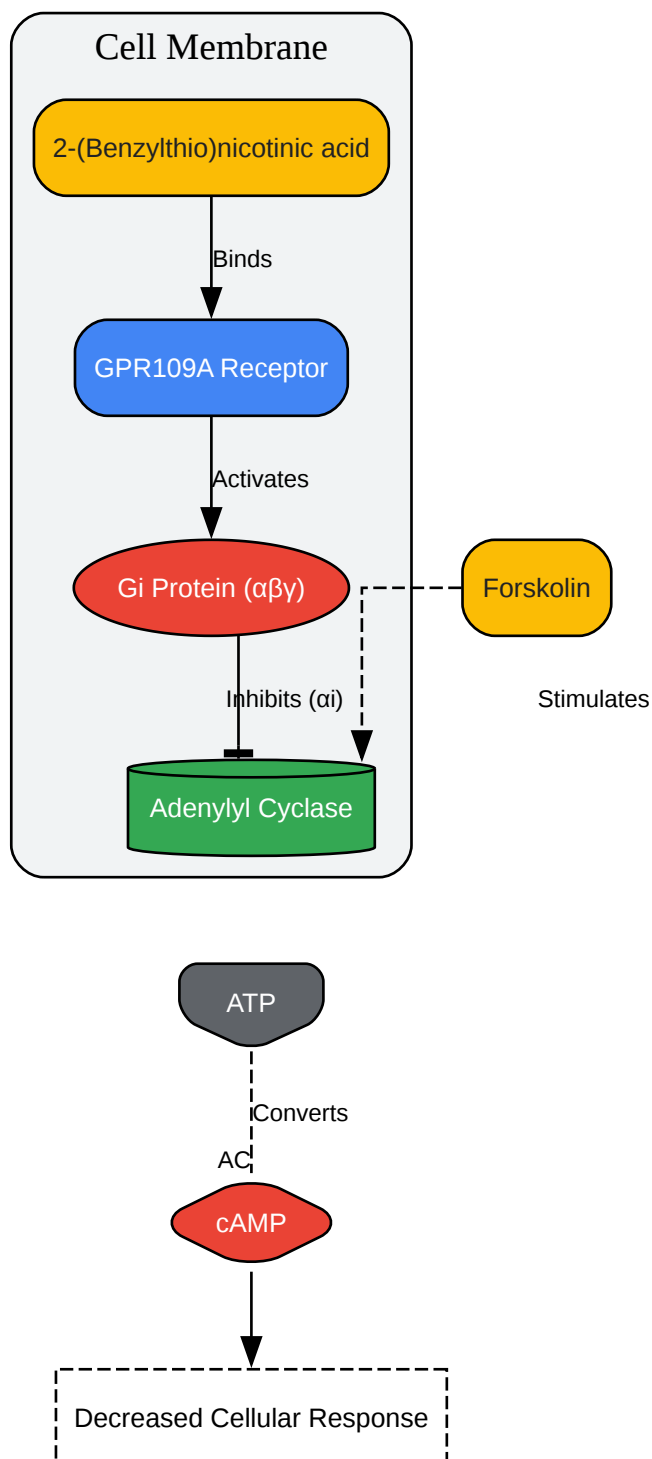 Cell Membrane
2-(Benzylthio)nicotinic acid
Binds
GPR109A Receptor
Activates
Gi Protein (αβγ)
Forskolin
Inhibits (αi)
Stimulates
Adenylyl Cyclase
ATP
Converts
AC
cAMP
Decreased Cellular Response